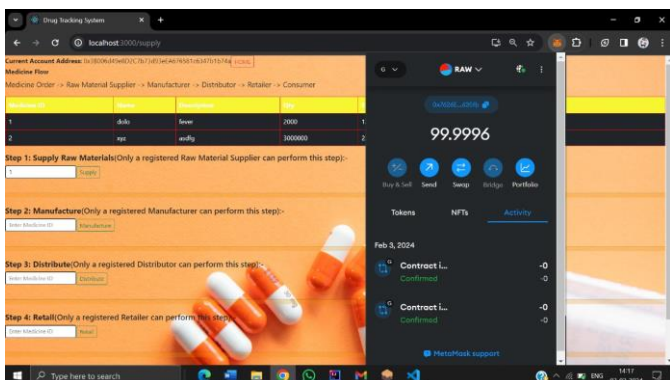 Drug Tracking System
localhost:3000/supply
Current Account Address:
HOME
Medicine Flow
Medicine Order -> Raw Material Supplier -> Manufacturer -> Distributor -> Retailer -> Consumer
Medicine ID Name Description Qty
1 dolo fever 2000
2 xyz asdfg 3000000
Step 1: Supply Raw Materials(Only a registered Raw Material Supplier can perform this step):-
1 Supply
Step 2: Manufacture(Only a registered Manufacturer can perform this step):-
Enter Medicine ID Manufacture
Step 3: Distribute(Only a registered Distributor can perform this step):-
Enter Medicine ID Distribute
Step 4: Retail(Only a registered Retailer can perform this step):-
Enter Medicine ID Retail
G RAW
99.9996
Buy & Sell Send Swap Bridge Portfolio
Tokens NFTs Activity
Feb 3, 2024
G Contract i... -0
Confirmed -0
G Contract i... -0
Confirmed -0
MetaMask support
Type here to search
ENG
14:17